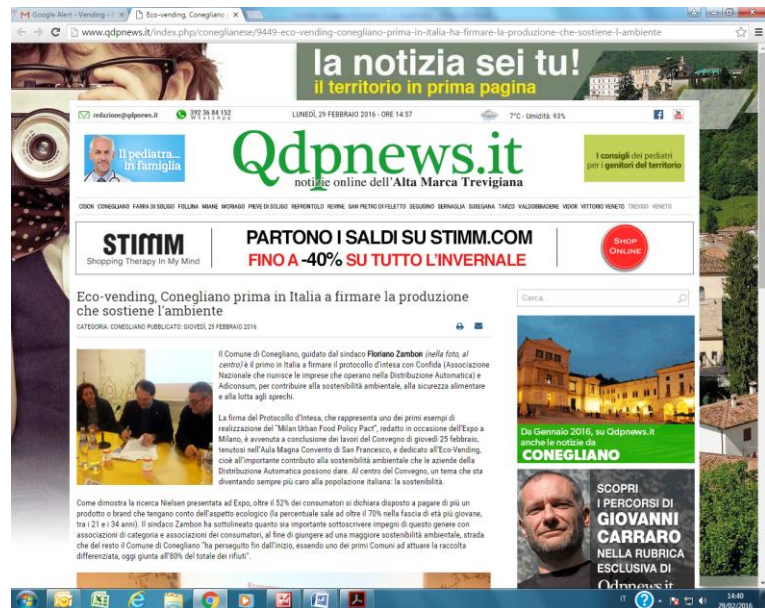 Google Alert - Vending -
Eco-vending, Conegliano
www.qdpnews.it/index.php/coneglianese/9449-eco-vending-conegliano-prima-in-italia-ha-firmare-la-produzione-che-sostiene-l-ambiente
la notizia sei tu!
il territorio in prima pagina
redazione@qdpnews.it
392 36 84 152
WhatsApp
LUNEDÌ, 29 FEBBRAIO 2016 - ORE 14:57
7°C - Umidità: 93%
Il pediatra...
in famiglia
Qdpnews.it
notizie online dell'Alta Marca Trevigiana
I consigli dei pediatri
per i genitori del territorio
CISON CONEGLIANO FARRA DI SOLIGO FOLLINA MIANE MORIAGO PIEVE DI SOLIGO REFRONTOLO REVINE SAN PIETRO DI FELETTO SEGUSINO SERNAGLIA SUSEGANA TARZO VALDOBBIADENE VIDOR VITTORIO VENETO TREVISO VENETO
STIMM
Shopping Therapy In My Mind
PARTONO I SALDI SU STIMM.COM
FINO A -40% SU TUTTO L'INVERNALE
SHOP
ONLINE
Eco-vending, Conegliano prima in Italia a firmare la produzione
che sostiene l'ambiente
CATEGORIA: CONEGLIANO PUBBLICATO: GIOVEDÌ, 25 FEBBRAIO 2016
Cerca...
Il Comune di Conegliano, guidato dal sindaco Floriano Zambon (nella foto, al
centro) è il primo in Italia a firmare il protocollo d'intesa con Confida (Associazione
Nazionale che riunisce le imprese che operano nella Distribuzione Automatica) e
Adiconsum, per contribuire alla sostenibilità ambientale, alla sicurezza alimentare
e alla lotta agli sprechi.
La firma del Protocollo d'Intesa, che rappresenta uno dei primi esempi di
realizzazione del "Milan Urban Food Policy Pact", redatto in occasione dell'Expo a
Milano, è avvenuta a conclusione dei lavori del Convegno di giovedì 25 febbraio,
tenutosi nell'Aula Magna Convento di San Francesco, e dedicato all'Eco-Vending,
cioè all'importante contributo alla sostenibilità ambientale che le aziende della
Distribuzione Automatica possono dare. Al centro del Convegno, un tema che sta
diventando sempre più caro alla popolazione italiana: la sostenibilità.
Come dimostra la ricerca Nielsen presentata ad Expo, oltre il 52% dei consumatori si dichiara disposto a pagare di più un
prodotto o brand che tengano conto dell'aspetto ecologico (la percentuale sale ad oltre il 70% nella fascia di età più giovane,
tra i 21 e i 34 anni). Il sindaco Zambon ha sottolineato quanto sia importante sottoscrivere impegni di questo genere con
associazioni di categoria e associazioni dei consumatori, al fine di giungere ad una maggiore sostenibilità ambientale, strada
che del resto il Comune di Conegliano "ha perseguito fin dall'inizio, essendo uno dei primi Comuni ad attuare la raccolta
differenziata, oggi giunta all'80% del totale dei rifiuti".
Da Gennaio 2016, su Qdpnews.it
anche le notizie da
CONEGLIANO
SCOPRI
I PERCORSI DI
GIOVANNI
CARRARO
NELLA RUBRICA
ESCLUSIVA DI
Qdpnews.it
IT
14:40
29/02/2016